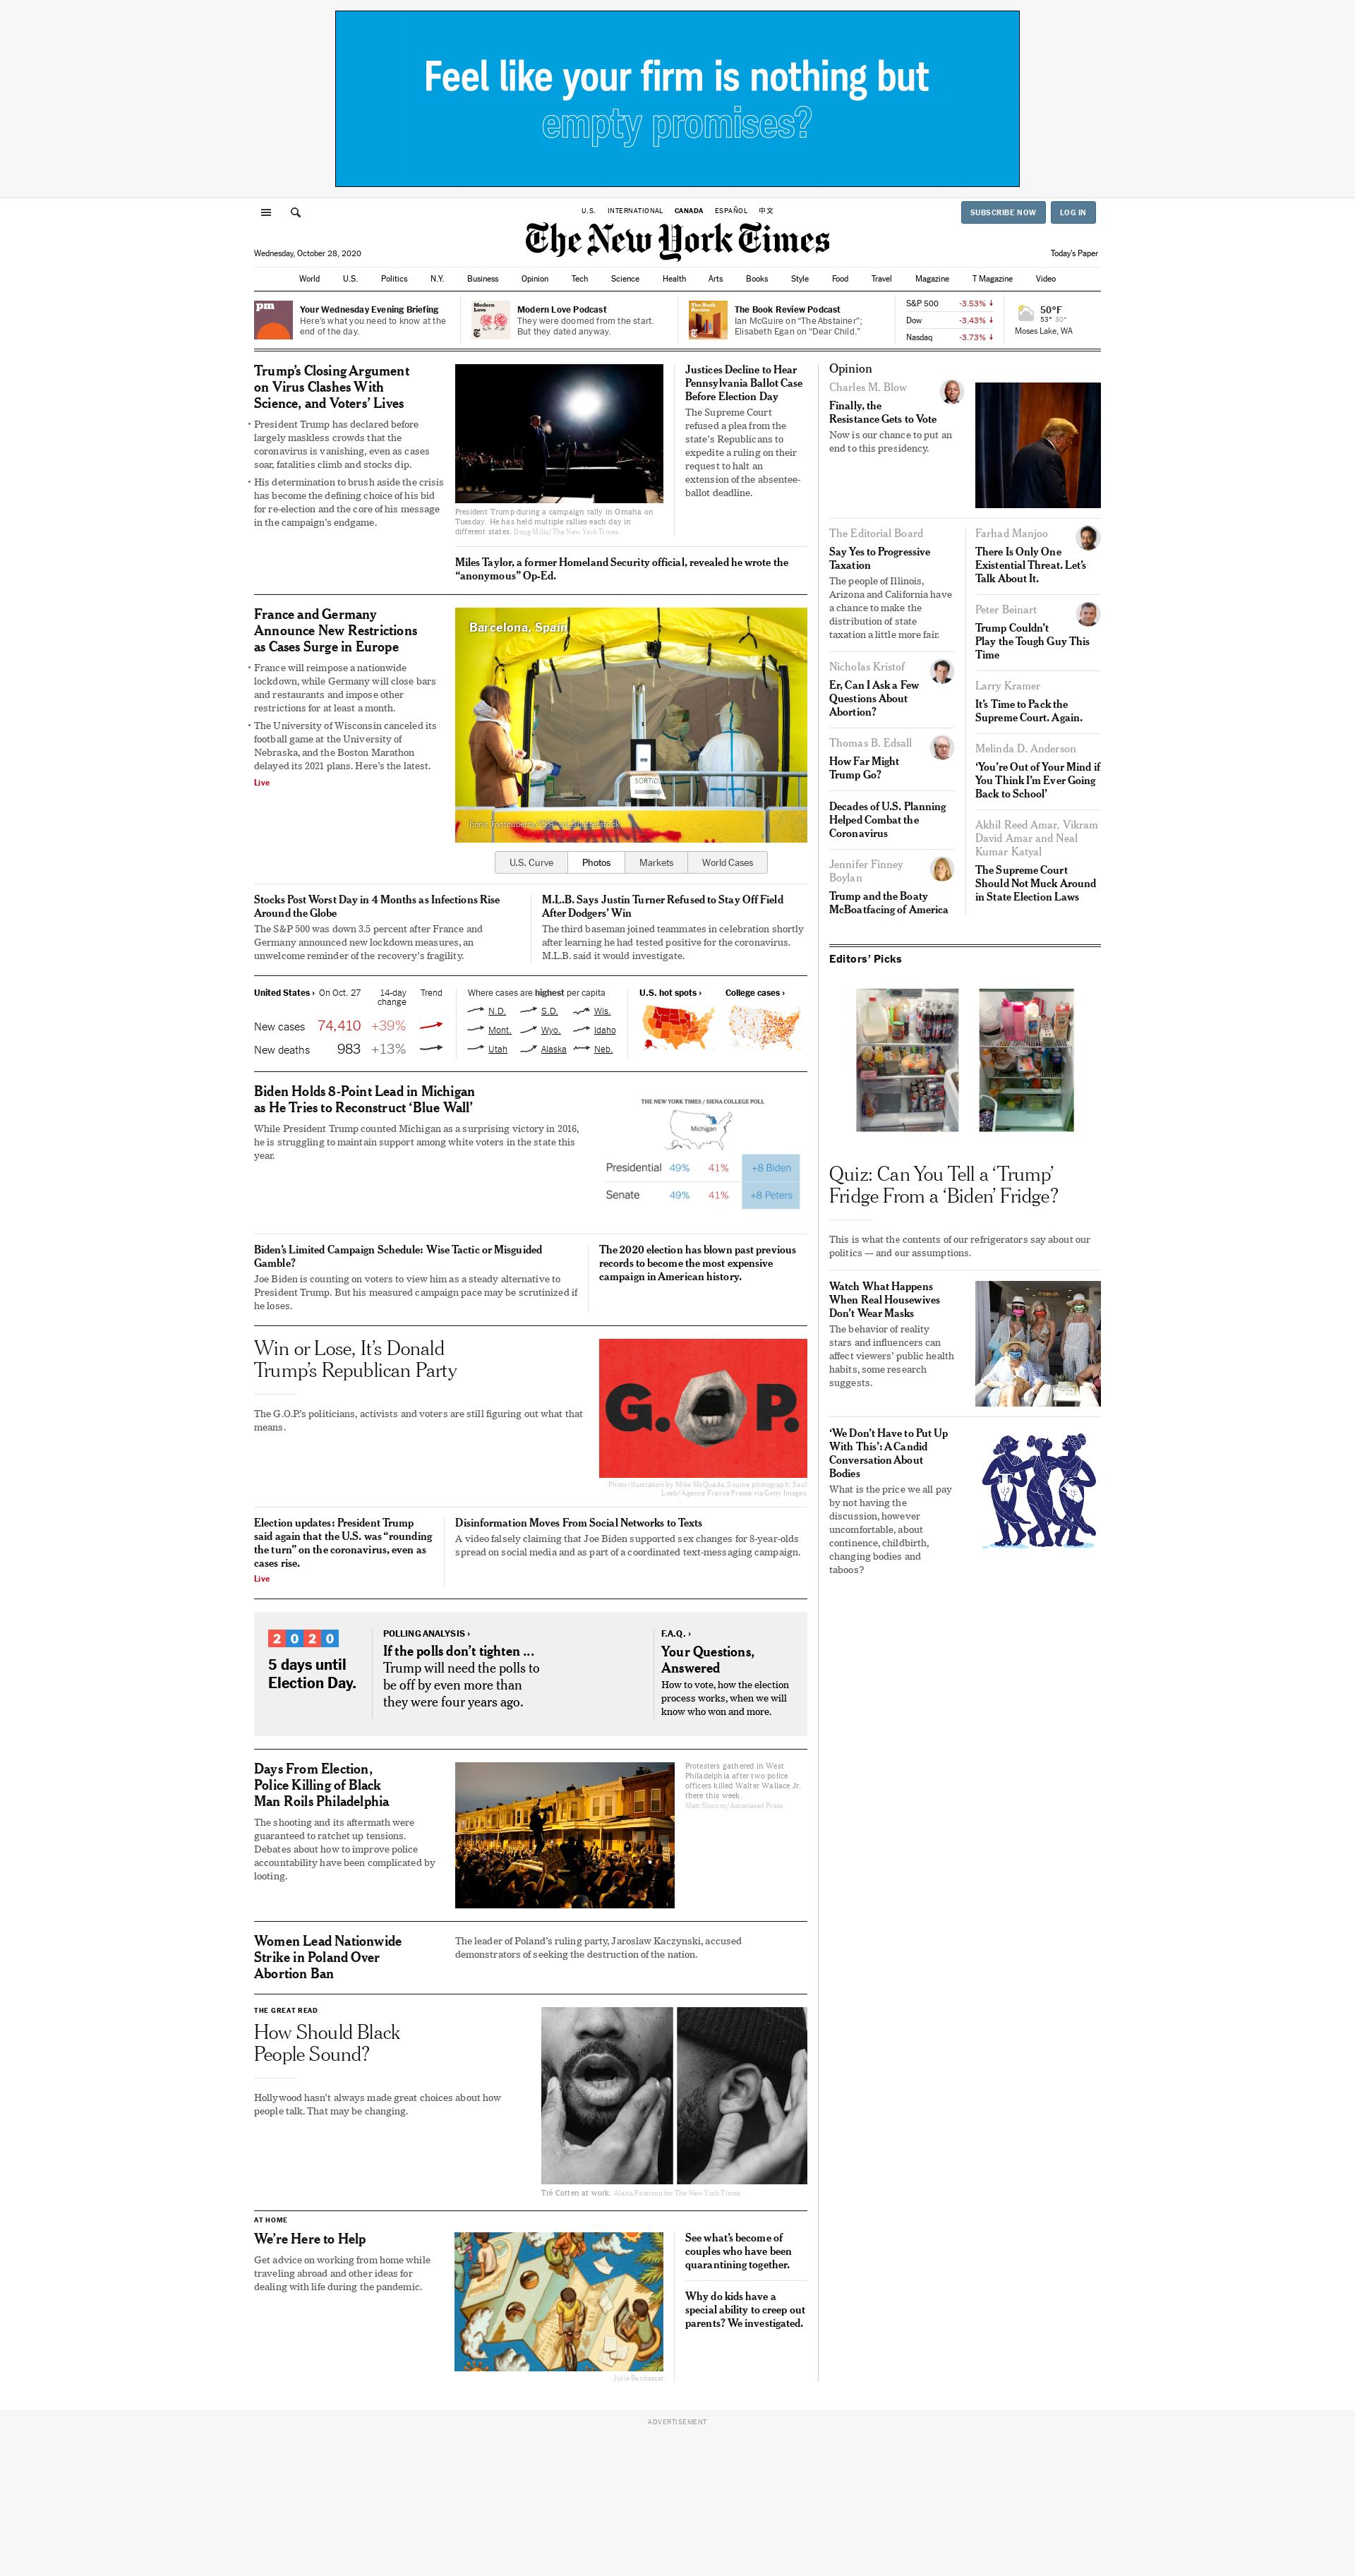 Feel like your firm is nothing but
empty promises?
U.S. INTERNATIONAL CANADA ESPAÑOL 中文
SUBSCRIBE NOW LOG IN
The New York Times
Wednesday, October 28, 2020
Today's Paper
World U.S. Politics N.Y. Business Opinion Tech Science Health Arts Books Style Food Travel Magazine T Magazine Video
pm
Your Wednesday Evening Briefing
Here's what you need to know at the
end of the day.
Modern
Love
Modern Love Podcast
They were doomed from the start.
But they dated anyway.
The Book
Review
The Book Review Podcast
Ian McGuire on “The Abstainer”;
Elisabeth Egan on “Dear Child.”
S&P 500 -3.53%
Dow -3.43%
Nasdaq -3.73%
50°F
53° 30°
Moses Lake, WA
Trump's Closing Argument
on Virus Clashes With
Science, and Voters' Lives
• President Trump has declared before
largely maskless crowds that the
coronavirus is vanishing, even as cases
soar, fatalities climb and stocks dip.
• His determination to brush aside the crisis
has become the defining choice of his bid
for re-election and the core of his message
in the campaign's endgame.
President Trump during a campaign rally in Omaha on
Tuesday. He has held multiple rallies each day in
different states. Doug Mills/The New York Times
Justices Decline to Hear
Pennsylvania Ballot Case
Before Election Day
The Supreme Court
refused a plea from the
state's Republicans to
expedite a ruling on their
request to halt an
extension of the absentee-
ballot deadline.
Miles Taylor, a former Homeland Security official, revealed he wrote the
“anonymous” Op-Ed.
France and Germany
Announce New Restrictions
as Cases Surge in Europe
• France will reimpose a nationwide
lockdown, while Germany will close bars
and restaurants and impose other
restrictions for at least a month.
• The University of Wisconsin canceled its
football game at the University of
Nebraska, and the Boston Marathon
delayed its 2021 plans. Here's the latest.
Live
Barcelona, Spain
SORTIDA
Enric Fontcuberta/EPA, via Shutterstock
U.S. Curve Photos Markets World Cases
Stocks Post Worst Day in 4 Months as Infections Rise
Around the Globe
The S&P 500 was down 3.5 percent after France and
Germany announced new lockdown measures, an
unwelcome reminder of the recovery's fragility.
M.L.B. Says Justin Turner Refused to Stay Off Field
After Dodgers' Win
The third baseman joined teammates in celebration shortly
after learning he had tested positive for the coronavirus.
M.L.B. said it would investigate.
United States › On Oct. 27 14-day
change Trend
New cases 74,410 +39%
New deaths 983 +13%
Where cases are highest per capita
N.D. S.D. Wis.
Mont. Wyo. Idaho
Utah Alaska Neb.
U.S. hot spots ›
College cases ›
Biden Holds 8-Point Lead in Michigan
as He Tries to Reconstruct ‘Blue Wall’
While President Trump counted Michigan as a surprising victory in 2016,
he is struggling to maintain support among white voters in the state this
year.
THE NEW YORK TIMES / SIENA COLLEGE POLL
Michigan
Presidential 49% 41% +8 Biden
Senate 49% 41% +8 Peters
Biden's Limited Campaign Schedule: Wise Tactic or Misguided
Gamble?
Joe Biden is counting on voters to view him as a steady alternative to
President Trump. But his measured campaign pace may be scrutinized if
he loses.
The 2020 election has blown past previous
records to become the most expensive
campaign in American history.
Win or Lose, It's Donald
Trump's Republican Party
The G.O.P.'s politicians, activists and voters are still figuring out what that
means.
G.O.P.
Photo illustration by Mike McQuade. Source photograph: Saul
Loeb/Agence France-Presse via Getty Images.
Election updates: President Trump
said again that the U.S. was “rounding
the turn” on the coronavirus, even as
cases rise.
Live
Disinformation Moves From Social Networks to Texts
A video falsely claiming that Joe Biden supported sex changes for 8-year-olds
spread on social media and as part of a coordinated text-messaging campaign.
2020
5 days until
Election Day.
POLLING ANALYSIS ›
If the polls don't tighten ...
Trump will need the polls to
be off by even more than
they were four years ago.
F.A.Q. ›
Your Questions,
Answered
How to vote, how the election
process works, when we will
know who won and more.
Days From Election,
Police Killing of Black
Man Roils Philadelphia
The shooting and its aftermath were
guaranteed to ratchet up tensions.
Debates about how to improve police
accountability have been complicated by
looting.
Protesters gathered in West
Philadelphia after two police
officers killed Walter Wallace Jr.
there this week.
Matt Slocum/Associated Press
Women Lead Nationwide
Strike in Poland Over
Abortion Ban
The leader of Poland's ruling party, Jaroslaw Kaczynski, accused
demonstrators of seeking the destruction of the nation.
THE GREAT READ
How Should Black
People Sound?
Hollywood hasn't always made great choices about how
people talk. That may be changing.
Tré Cotten at work. Alana Paterson for The New York Times
AT HOME
We're Here to Help
Get advice on working from home while
traveling abroad and other ideas for
dealing with life during the pandemic.
Julie Benbassat
See what's become of
couples who have been
quarantining together.
Why do kids have a
special ability to creep out
parents? We investigated.
Opinion
Charles M. Blow
Finally, the
Resistance Gets to Vote
Now is our chance to put an
end to this presidency.
The Editorial Board
Say Yes to Progressive
Taxation
The people of Illinois,
Arizona and California have
a chance to make the
distribution of state
taxation a little more fair.
Nicholas Kristof
Er, Can I Ask a Few
Questions About
Abortion?
Thomas B. Edsall
How Far Might
Trump Go?
Decades of U.S. Planning
Helped Combat the
Coronavirus
Jennifer Finney
Boylan
Trump and the Boaty
McBoatfacing of America
Farhad Manjoo
There Is Only One
Existential Threat. Let's
Talk About It.
Peter Beinart
Trump Couldn't
Play the Tough Guy This
Time
Larry Kramer
It's Time to Pack the
Supreme Court. Again.
Melinda D. Anderson
‘You're Out of Your Mind if
You Think I'm Ever Going
Back to School’
Akhil Reed Amar, Vikram
David Amar and Neal
Kumar Katyal
The Supreme Court
Should Not Muck Around
in State Election Laws
Editors' Picks
Quiz: Can You Tell a ‘Trump’
Fridge From a ‘Biden’ Fridge?
This is what the contents of our refrigerators say about our
politics — and our assumptions.
Watch What Happens
When Real Housewives
Don't Wear Masks
The behavior of reality
stars and influencers can
affect viewers' public health
habits, some research
suggests.
‘We Don't Have to Put Up
With This’: A Candid
Conversation About
Bodies
What is the price we all pay
by not having the
discussion, however
uncomfortable, about
continence, childbirth,
changing bodies and
taboos?
ADVERTISEMENT